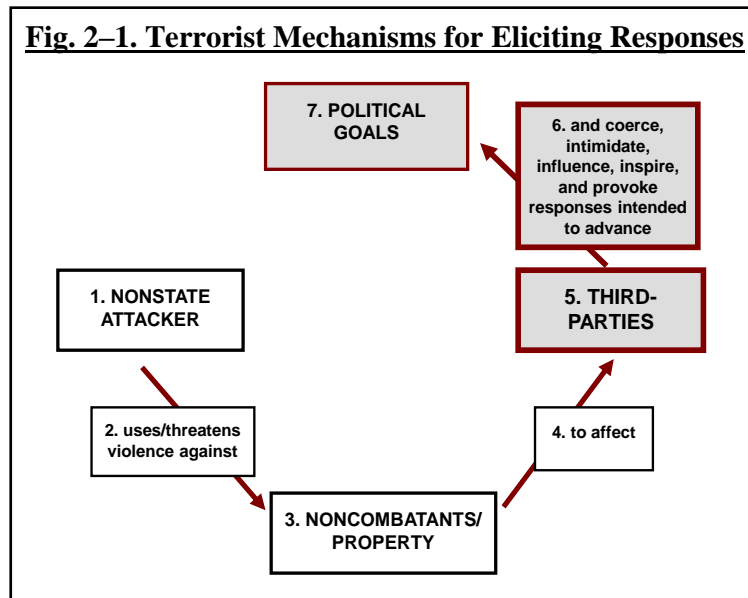 Fig. 2–1. Terrorist Mechanisms for Eliciting Responses
7. POLITICAL
GOALS
6. and coerce,
intimidate,
influence, inspire,
and provoke
responses intended
to advance
1. NONSTATE
ATTACKER
5. THIRD-
PARTIES
2. uses/threatens
violence against
4. to affect
3. NONCOMBATANTS/
PROPERTY